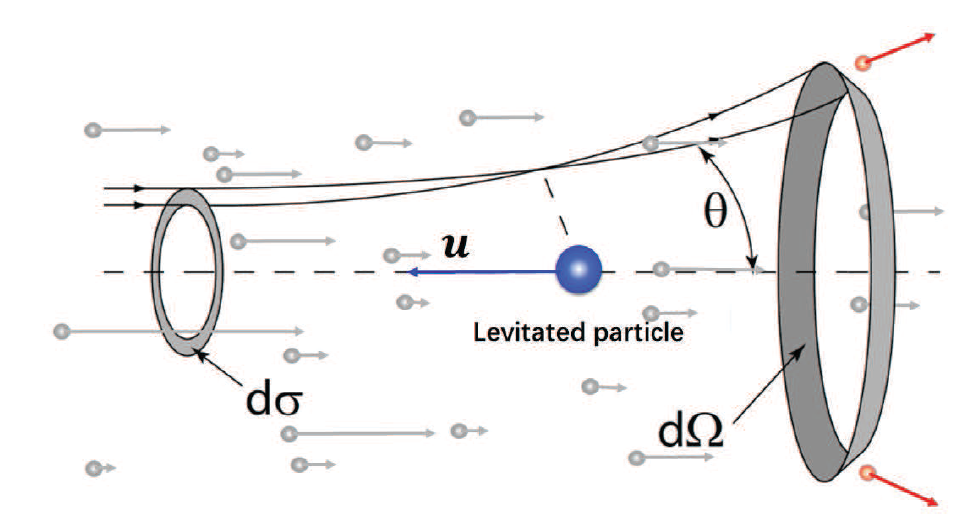 θ
u
Levitated particle
dσ
dΩ